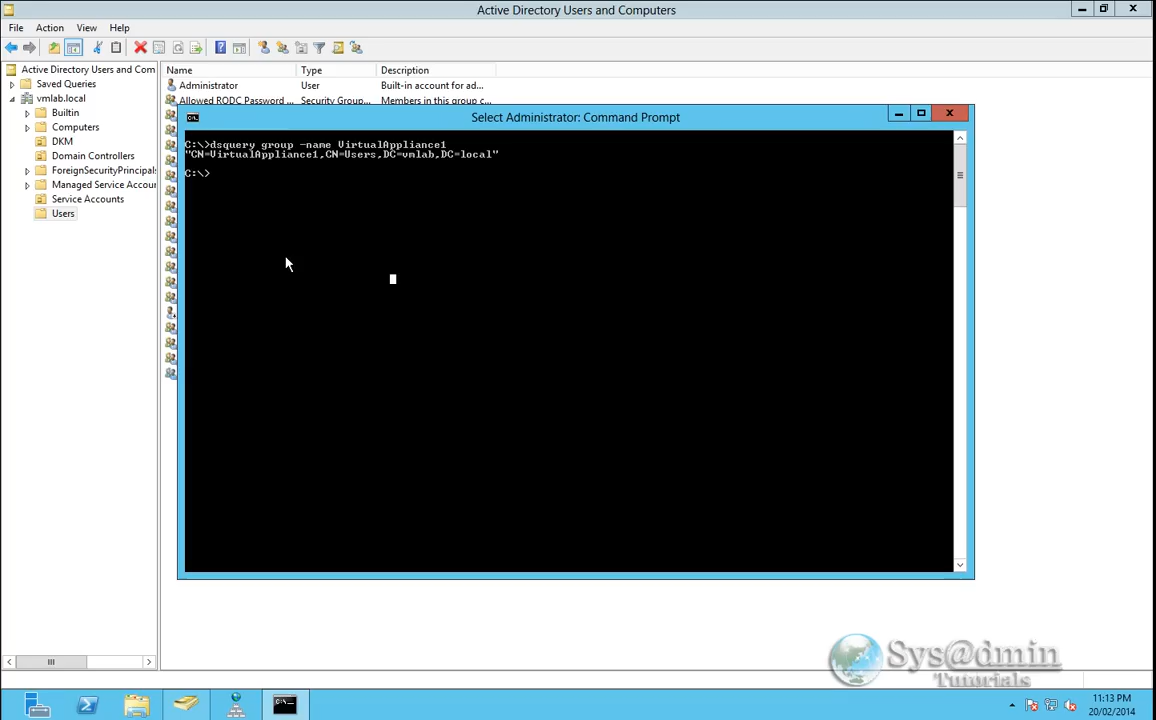 Active Directory Users and Computers
File Action View Help
Active Directory Users and Com
Saved Queries
vmlab.local
Builtin
Computers
DKM
Domain Controllers
ForeignSecurityPrincipals
Managed Service Accou
Service Accounts
Users
Name Type Description
Administrator User Built-in account for ad...
Allowed RODC Password ... Security Group... Members in this group c...
Select Administrator: Command Prompt
C:\>dsquery group -name VirtualAppliance1
"CN=VirtualAppliance1,CN=Users,DC=vmlab,DC=local"
C:\>
Sys@dmin
Tutorials
11:13 PM
20/02/2014